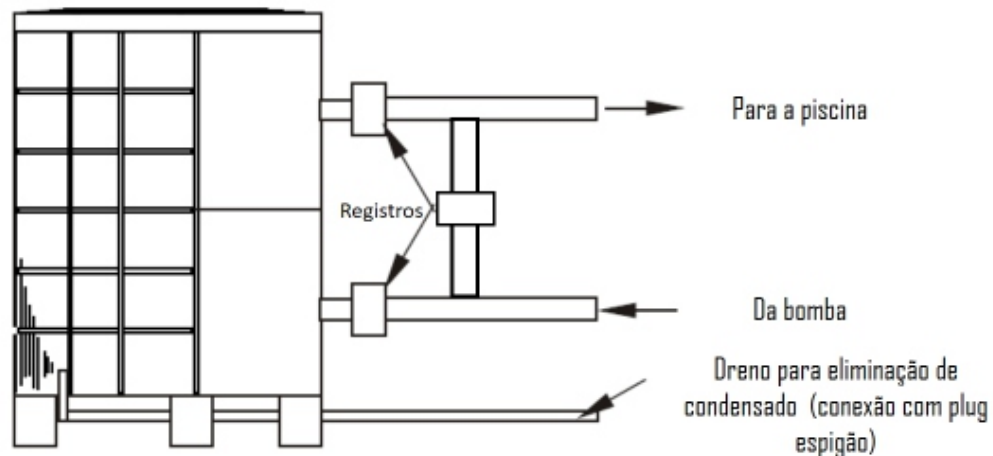 Para a piscina
Registros
Da bomba
Dreno para eliminação de
condensado (conexão com plug
espigão)